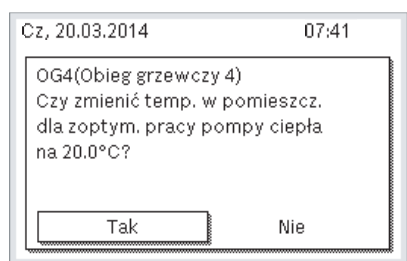 Cz, 20.03.2014 07:41
OG4(Obieg grzewczy 4)
Czy zmienić temp. w pomieszcz.
dla zoptym. pracy pompy ciepła
na 20.0°C?
Tak Nie